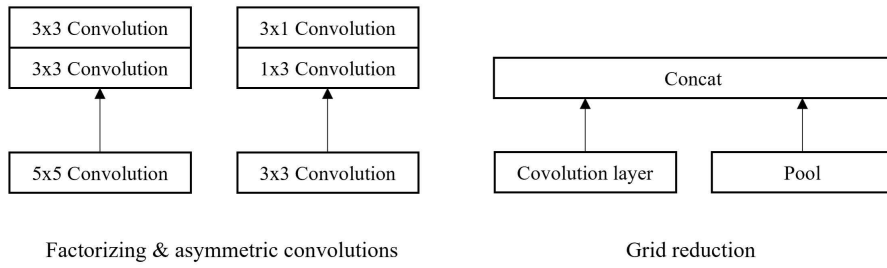 3x3 Convolution
3x3 Convolution
5x5 Convolution
3x1 Convolution
1x3 Convolution
3x3 Convolution
Factorizing & asymmetric convolutions
Concat
Covolution layer
Pool
Grid reduction